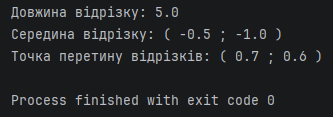 Довжина відрізку: 5.0
Середина відрізку: ( -0.5 ; -1.0 )
Точка перетину відрізків: ( 0.7 ; 0.6 )
Process finished with exit code 0